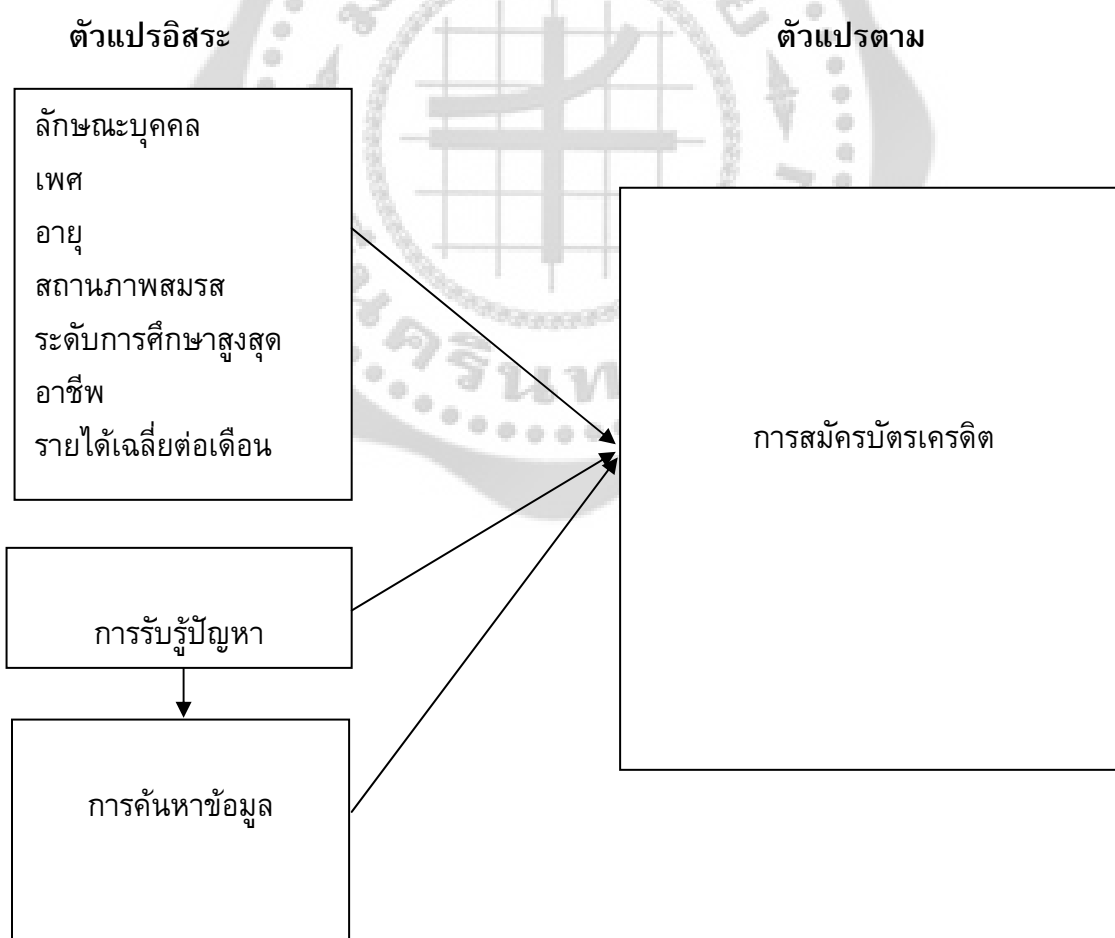 ตัวแปรอิสระ
ตัวแปรตาม
ลักษณะบุคคล
เพศ
อายุ
สถานภาพสมรส
ระดับการศึกษาสูงสุด
อาชีพ
รายได้เฉลี่ยต่อเดือน
การสมัครบัตรเครดิต
การรับรู้ปัญหา
การค้นหาข้อมูล